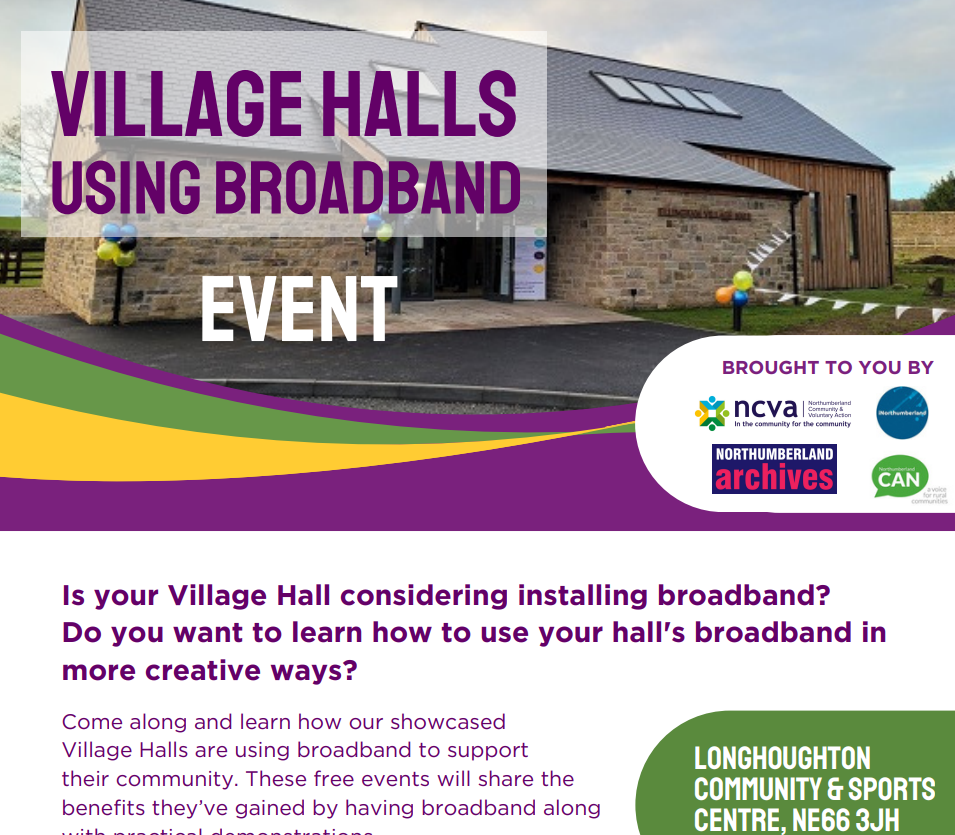 VILLAGE HALLS
USING BROADBAND
EVENT
ELLINGHAM VILLAGE HALL
BROUGHT TO YOU BY
ncva
Northumberland
Community &
Voluntary Action
In the community for the community
iNorthumberland
NORTHUMBERLAND
archives
Northumberland
CAN
a voice
for rural
communities
Is your Village Hall considering installing broadband?
Do you want to learn how to use your hall's broadband in
more creative ways?
Come along and learn how our showcased
Village Halls are using broadband to support
their community. These free events will share the
benefits they’ve gained by having broadband along
with practical demonstrations.
LONGHOUGHTON
COMMUNITY & SPORTS
CENTRE, NE66 3JH